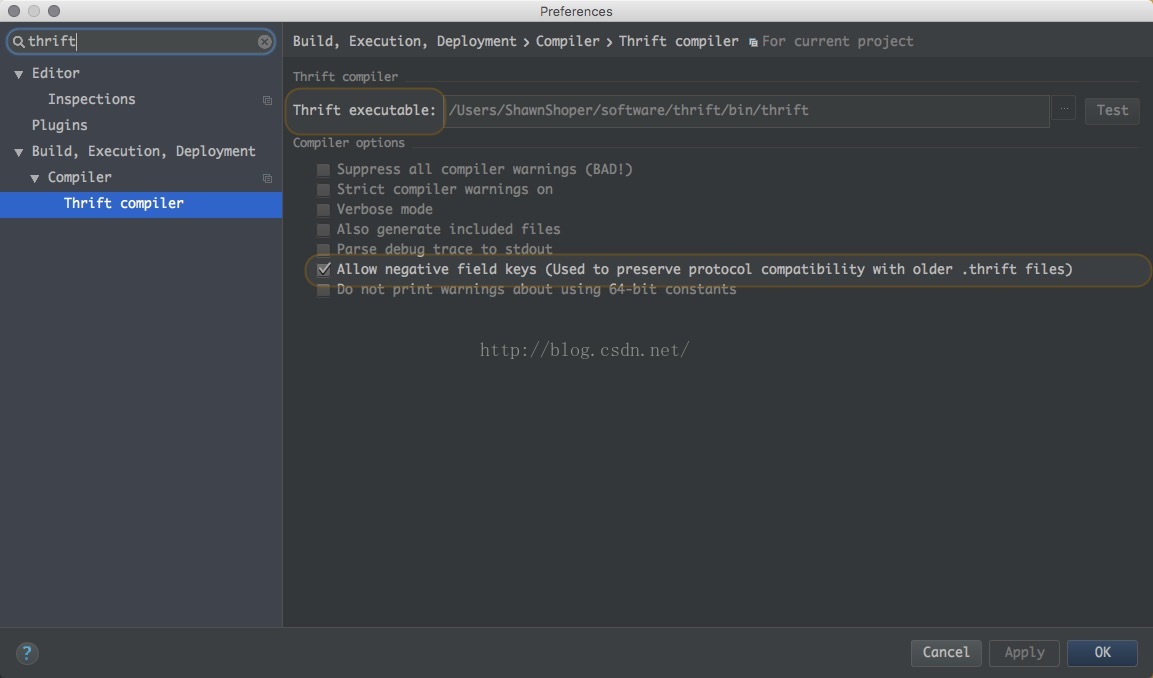 Preferences
thrift
Editor
Inspections
Plugins
Build, Execution, Deployment
Compiler
Thrift compiler
Build, Execution, Deployment › Compiler › Thrift compiler For current project
Thrift compiler
Thrift executable: /Users/ShawnShoper/software/thrift/bin/thrift ... Test
Compiler options
Suppress all compiler warnings (BAD!)
Strict compiler warnings on
Verbose mode
Also generate included files
Parse debug trace to stdout
Allow negative field keys (Used to preserve protocol compatibility with older .thrift files)
Do not print warnings about using 64-bit constants
http://blog.csdn.net/
? Cancel Apply OK